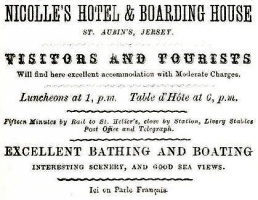 NICOLLE'S HOTEL & BOARDING HOUSE
ST. AUBIN'S, JERSEY.
VISITORS AND TOURISTS
Will find here excellent accommodation with Moderate Charges.
Luncheons at 1, p.m. Table d'Hôte at 6, p.m.
Fifteen Minutes by Rail to St. Helier's, close by Station, Livery Stables
Post Office and Telegraph.
EXCELLENT BATHING AND BOATING
INTERESTING SCENERY, AND GOOD SEA VIEWS.
Ici on Parle Français.